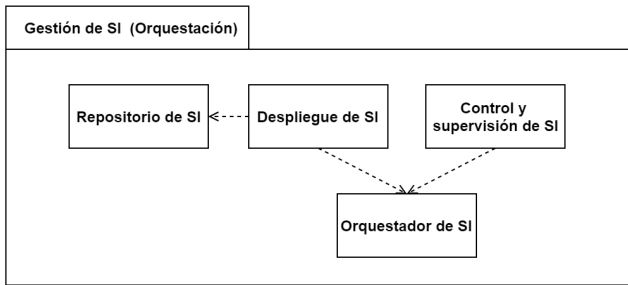 Gestión de SI  (Orquestación)
Repositorio de SI
Despliegue de SI
Control y
supervisión de SI
Orquestador de SI